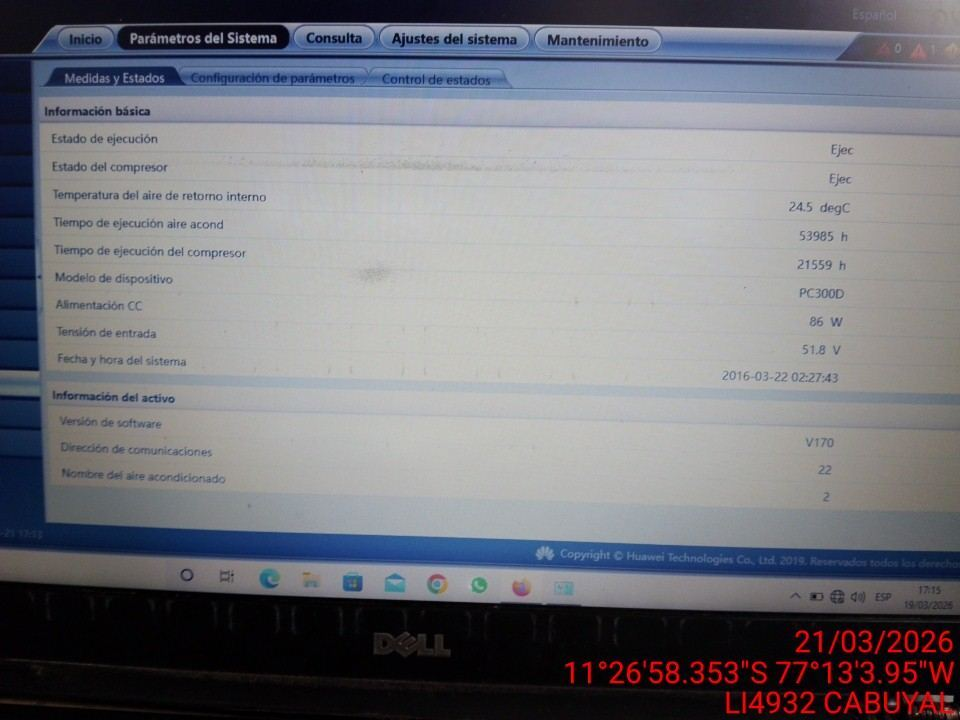 Español
Inicio
Parámetros del Sistema
Consulta
Ajustes del sistema
Mantenimiento
0
1
Medidas y Estados
Configuración de parámetros
Control de estados
Información básica
Estado de ejecución Ejec
Estado del compresor Ejec
Temperatura del aire de retorno interno 24.5 degC
Tiempo de ejecución aire acond 53985 h
Tiempo de ejecución del compresor 21559 h
Modelo de dispositivo PC300D
Alimentación CC 86 W
Tensión de entrada 51.8 V
Fecha y hora del sistema 2016-03-22 02:27:43
Información del activo
Versión de software V170
Dirección de comunicaciones 22
Nombre del aire acondicionado 2
Copyright © Huawei Technologies Co., Ltd. 2019. Reservados todos los derechos
ESP
17:15
19/03/2026
DELL
21/03/2026
11°26'58.353"S 77°13'3.95"W
LI4932 CABUYAL